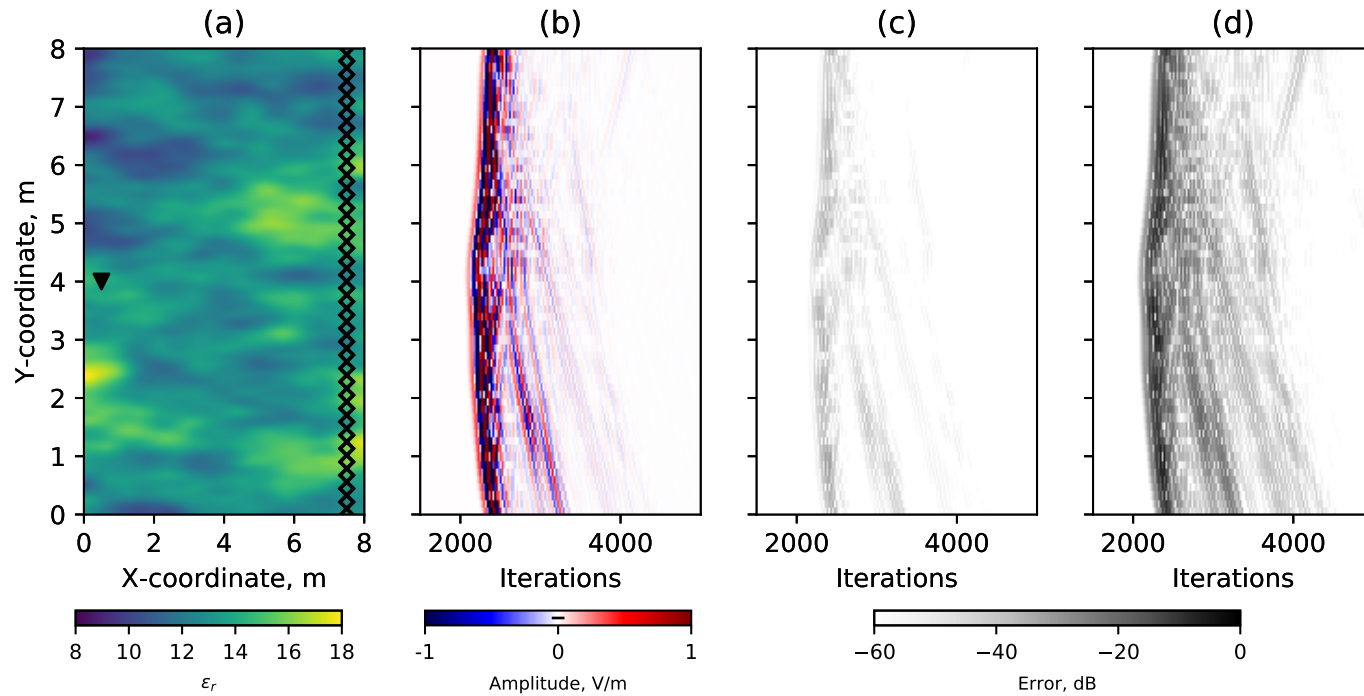 (a) (b) (c) (d)
Y-coordinate, m
8
7
6
5
4
3
2
1
0
0 2 4 6 8 2000 4000 2000 4000 2000 4000
X-coordinate, m Iterations Iterations Iterations
8 10 12 14 16 18 -1 0 1 −60 −40 −20 0
εr Amplitude, V/m Error, dB